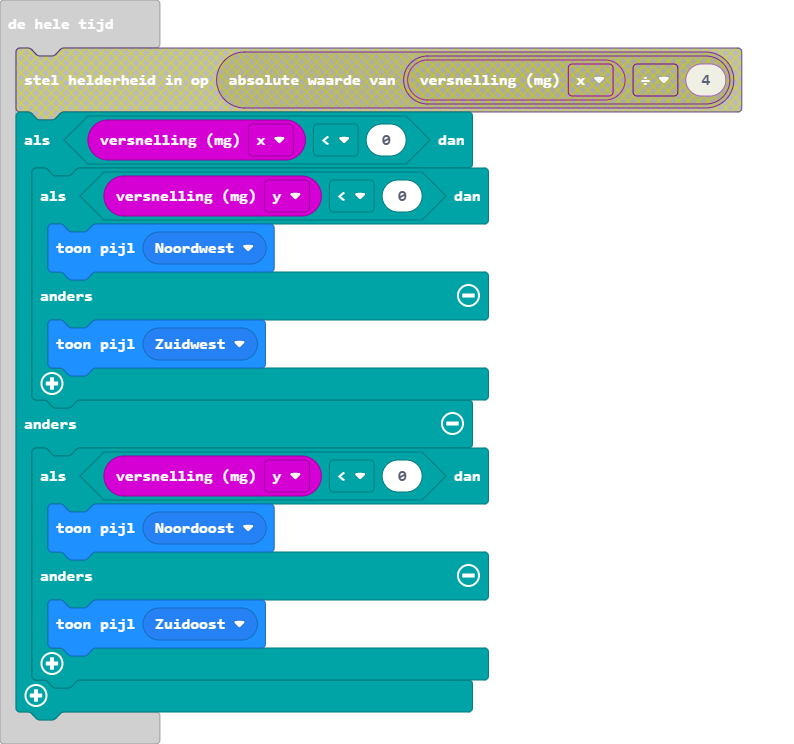 de hele tijd
stel helderheid in op absolute waarde van versnelling (mg) x ÷ 4
als versnelling (mg) x < 0 dan
als versnelling (mg) y < 0 dan
toon pijl Noordwest
anders
toon pijl Zuidwest
anders
als versnelling (mg) y < 0 dan
toon pijl Noordoost
anders
toon pijl Zuidoost